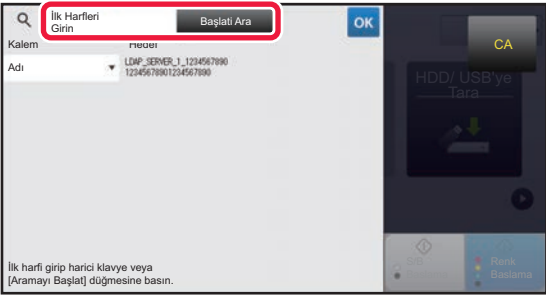 İlk Harfleri
Girin
Başlati Ara
OK
CA
Kalem
Hedef
Adı
LDAP_SERVER_1_1234567890
12345678901234567890
HDD/ USB'ye
Tara
S/B
Renk
Baslama
İlk harfi girip harici klavye veya
[Aramayı Başlat] düğmesine basın.